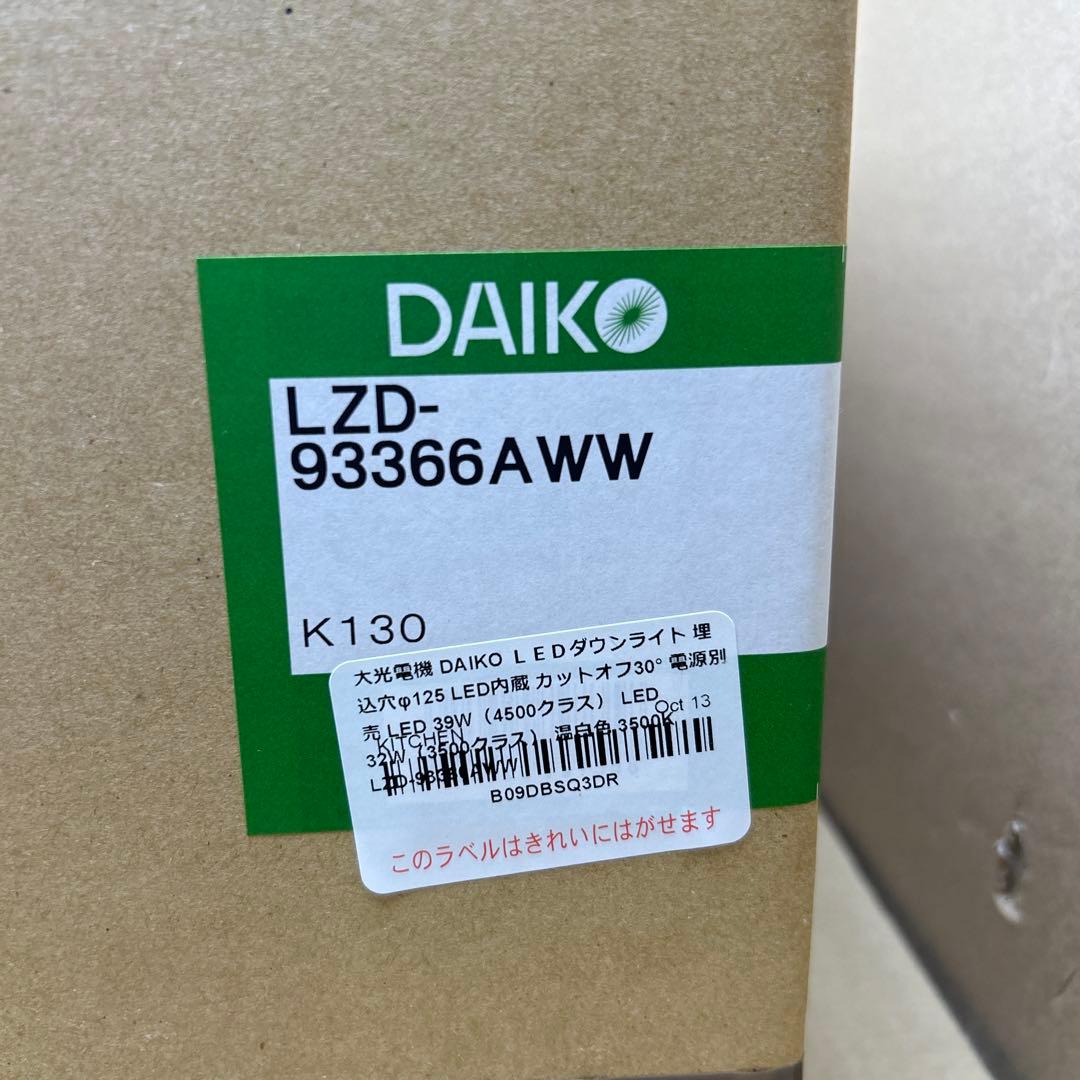 DAIKO
LZD-
93366AWW
K130
大光電機 DAIKO ＬＥＤダウンライト 埋
込穴φ125 LED内蔵 カットオフ30° 電源別
売 LED 39W（4500クラス） LED
KITCHEN
Oct 13
32W（3500クラス） 温白色 3500K
LZD-93366AWW
B09DBSQ3DR
このラベルはきれいにはがせます